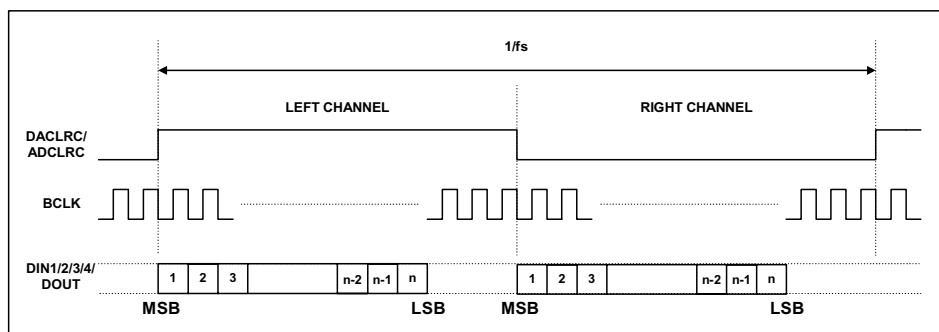 1/fs
LEFT CHANNEL RIGHT CHANNEL
DACLRC/
ADCLRC
BCLK
DIN1/2/3/4/
DOUT
1 2 3 n-2 n-1 n 1 2 3 n-2 n-1 n
MSB LSB MSB LSB